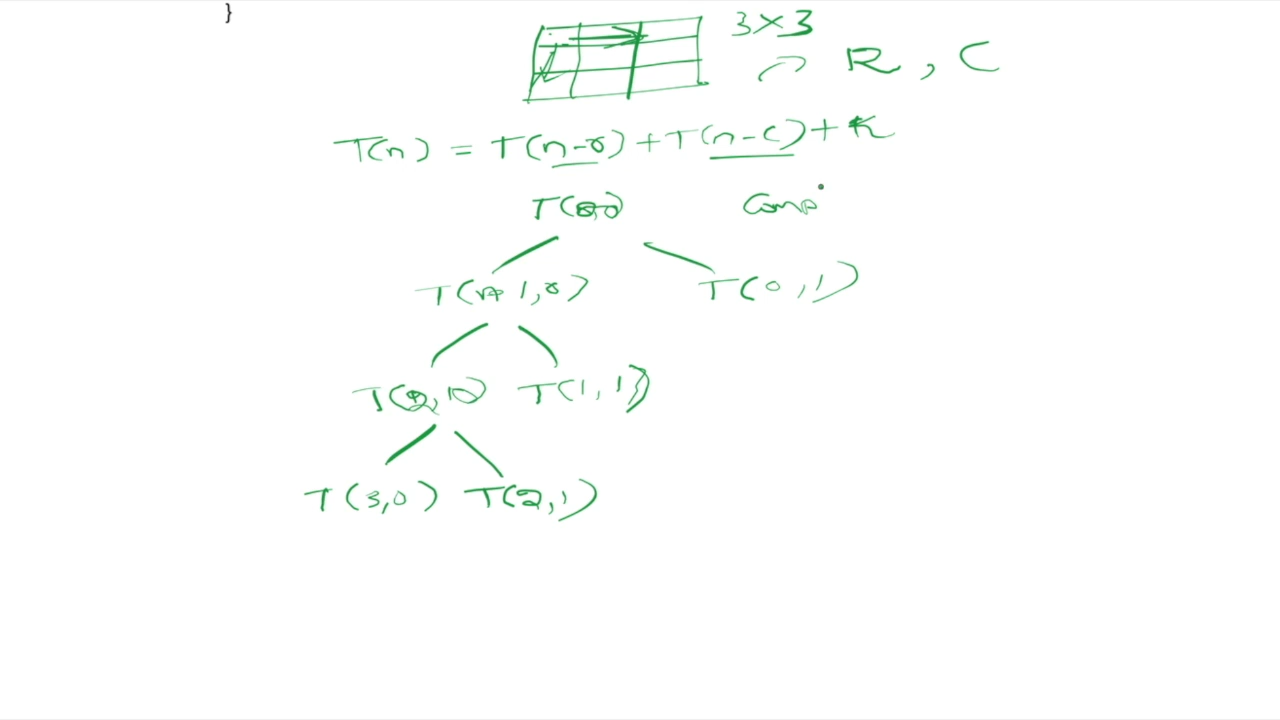 }
3×3
R, C
T(n) = T(n-r) + T(n-c) + K
T(0,0) Comp
T(1,0) T(0,1)
T(2,0) T(1,1)
T(3,0) T(2,1)